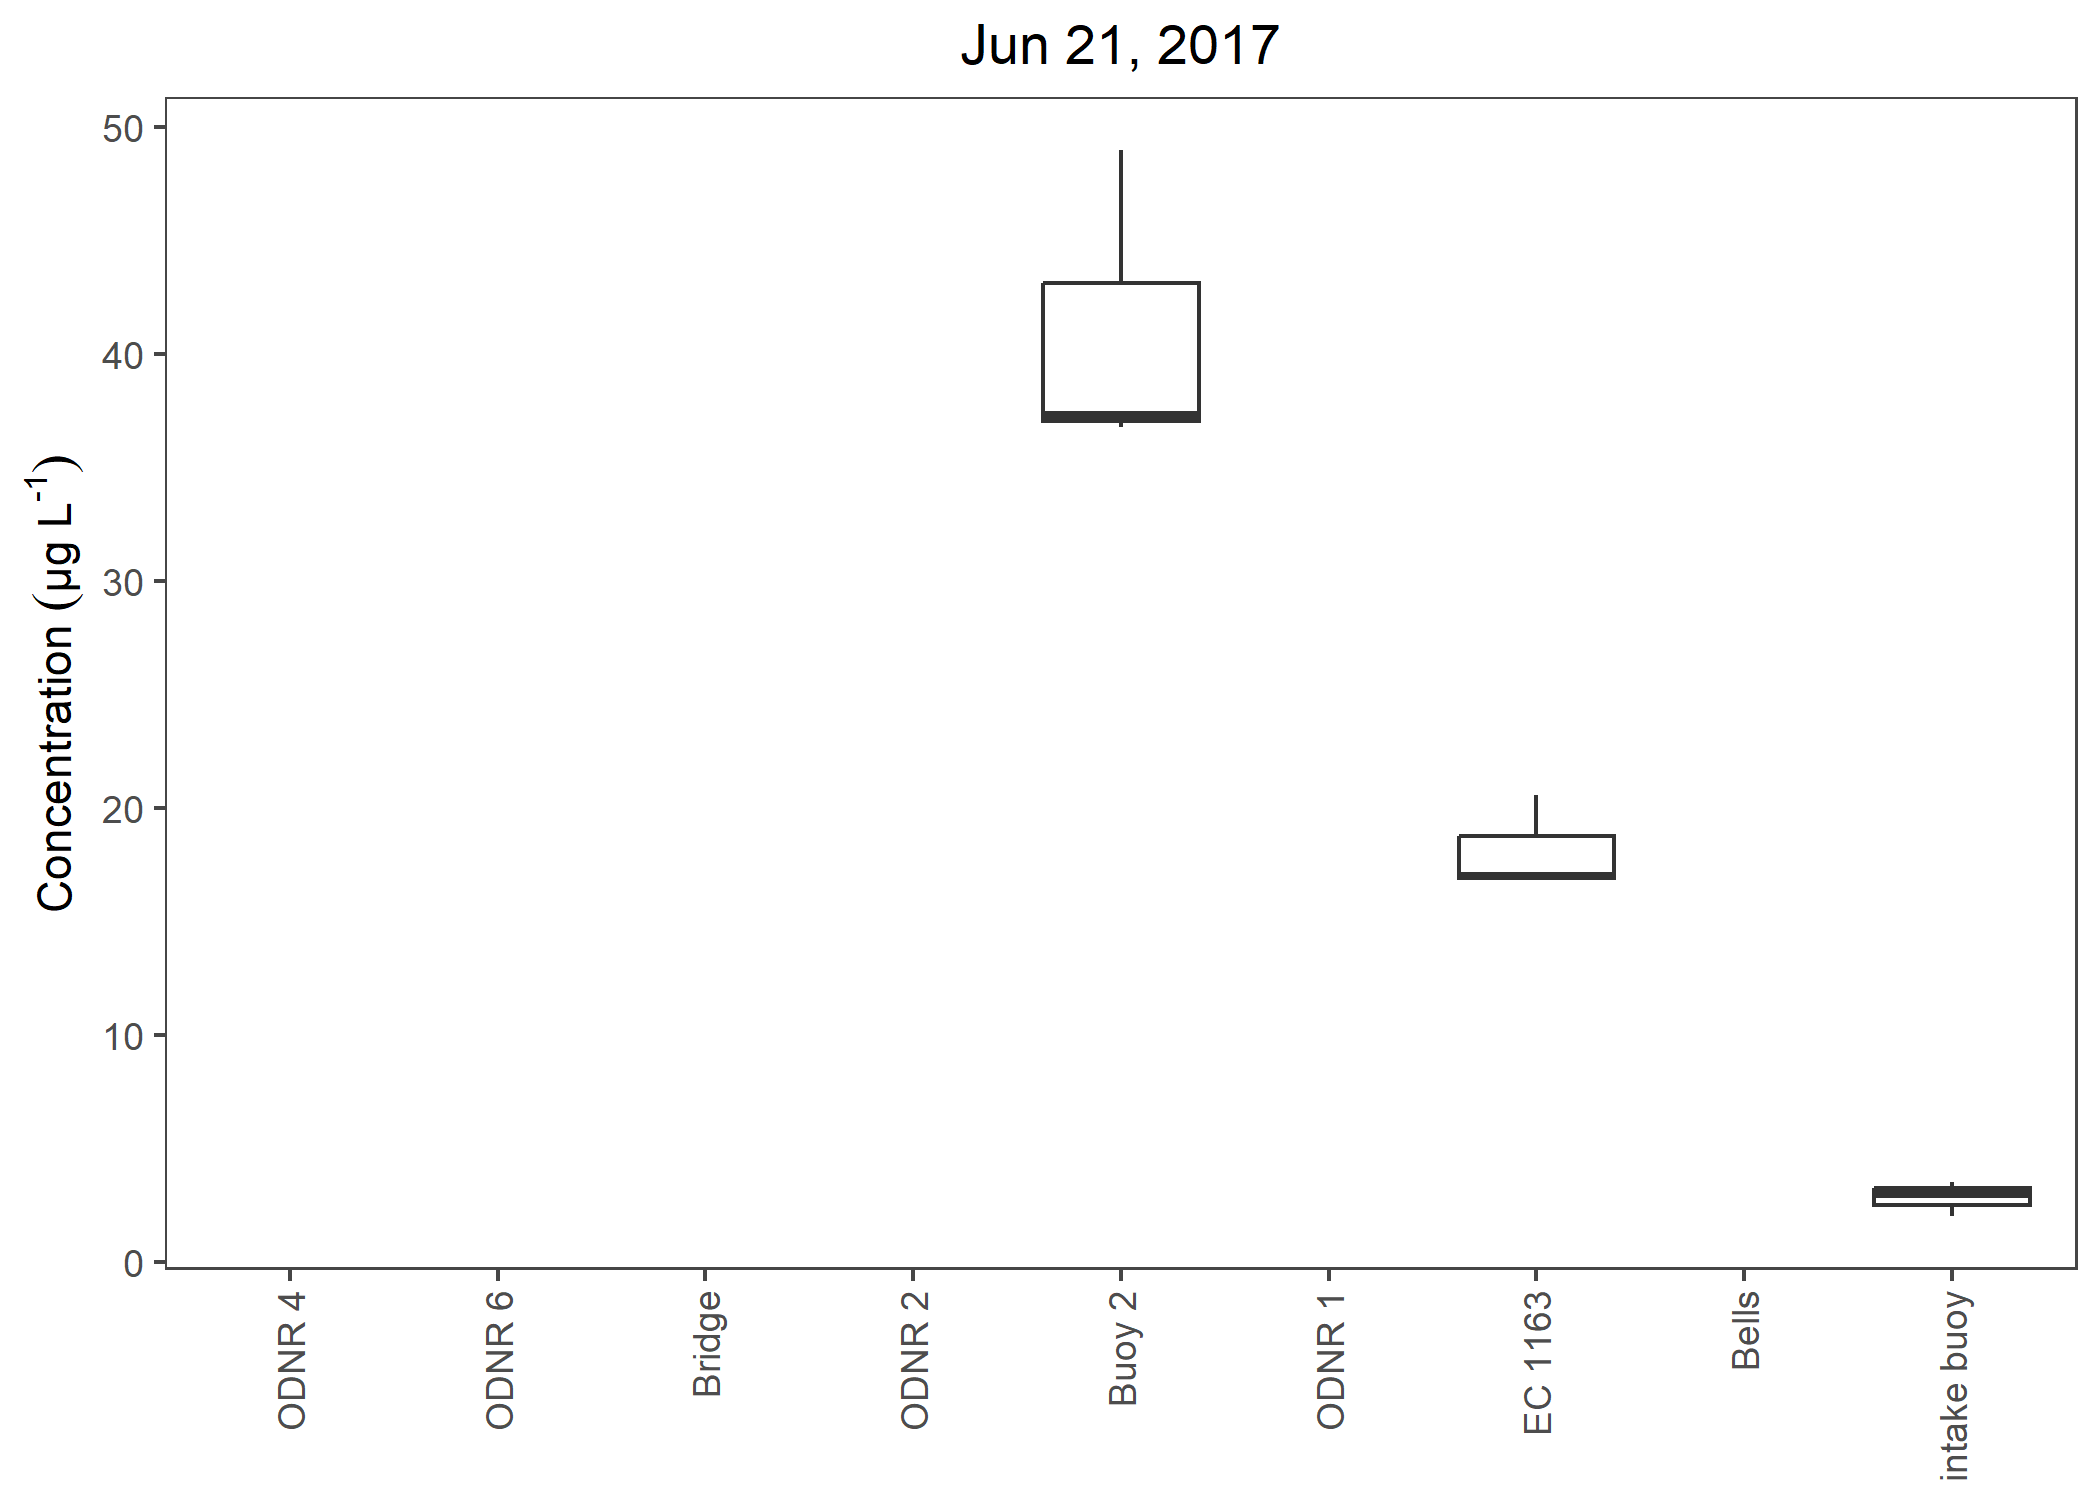 Jun 21, 2017
Concentration (µg L⁻¹)
50
40
30
20
10
0
ODNR 4
ODNR 6
Bridge
ODNR 2
Buoy 2
ODNR 1
EC 1163
Bells
intake buoy